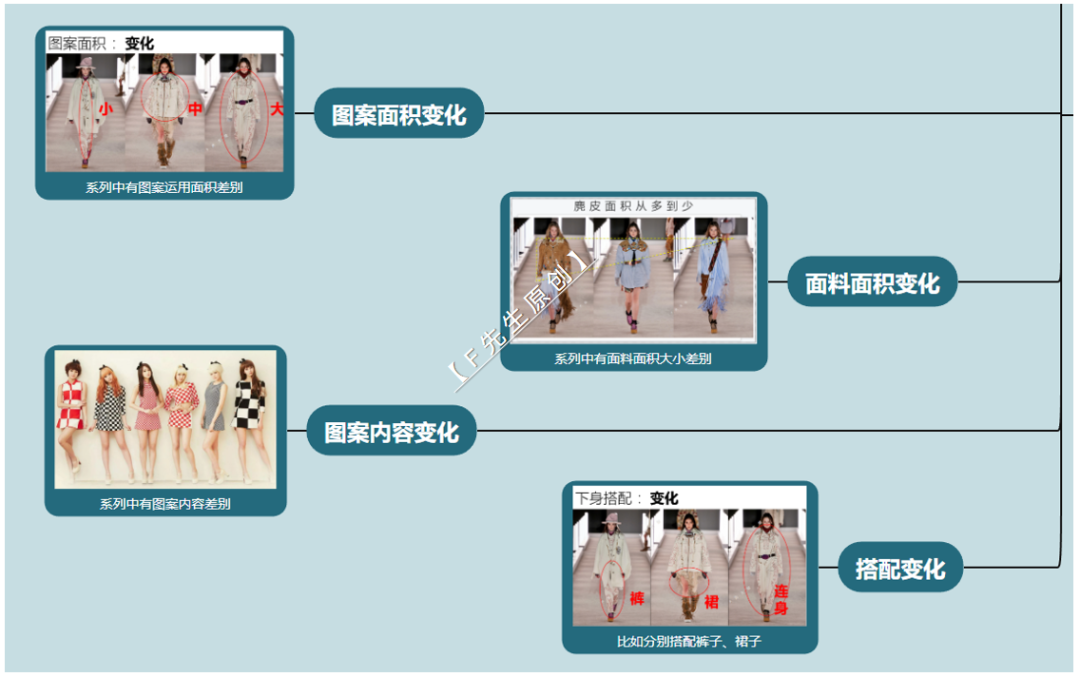 图案面积：变化
小
中
大
系列中有图案运用面积差别
图案面积变化
麂皮面积从多到少
系列中有面料面积大小差别
面料面积变化
【F先生原创】
系列中有图案内容差别
图案内容变化
下身搭配：变化
裤
裙
连身
比如分别搭配裤子、裙子
搭配变化